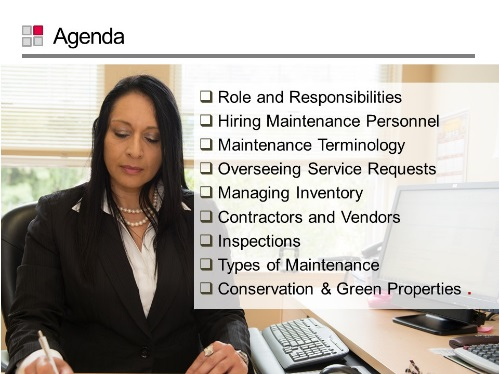 Agenda
Role and Responsibilities
Hiring Maintenance Personnel
Maintenance Terminology
Overseeing Service Requests
Managing Inventory
Contractors and Vendors
Inspections
Types of Maintenance
Conservation & Green Properties .